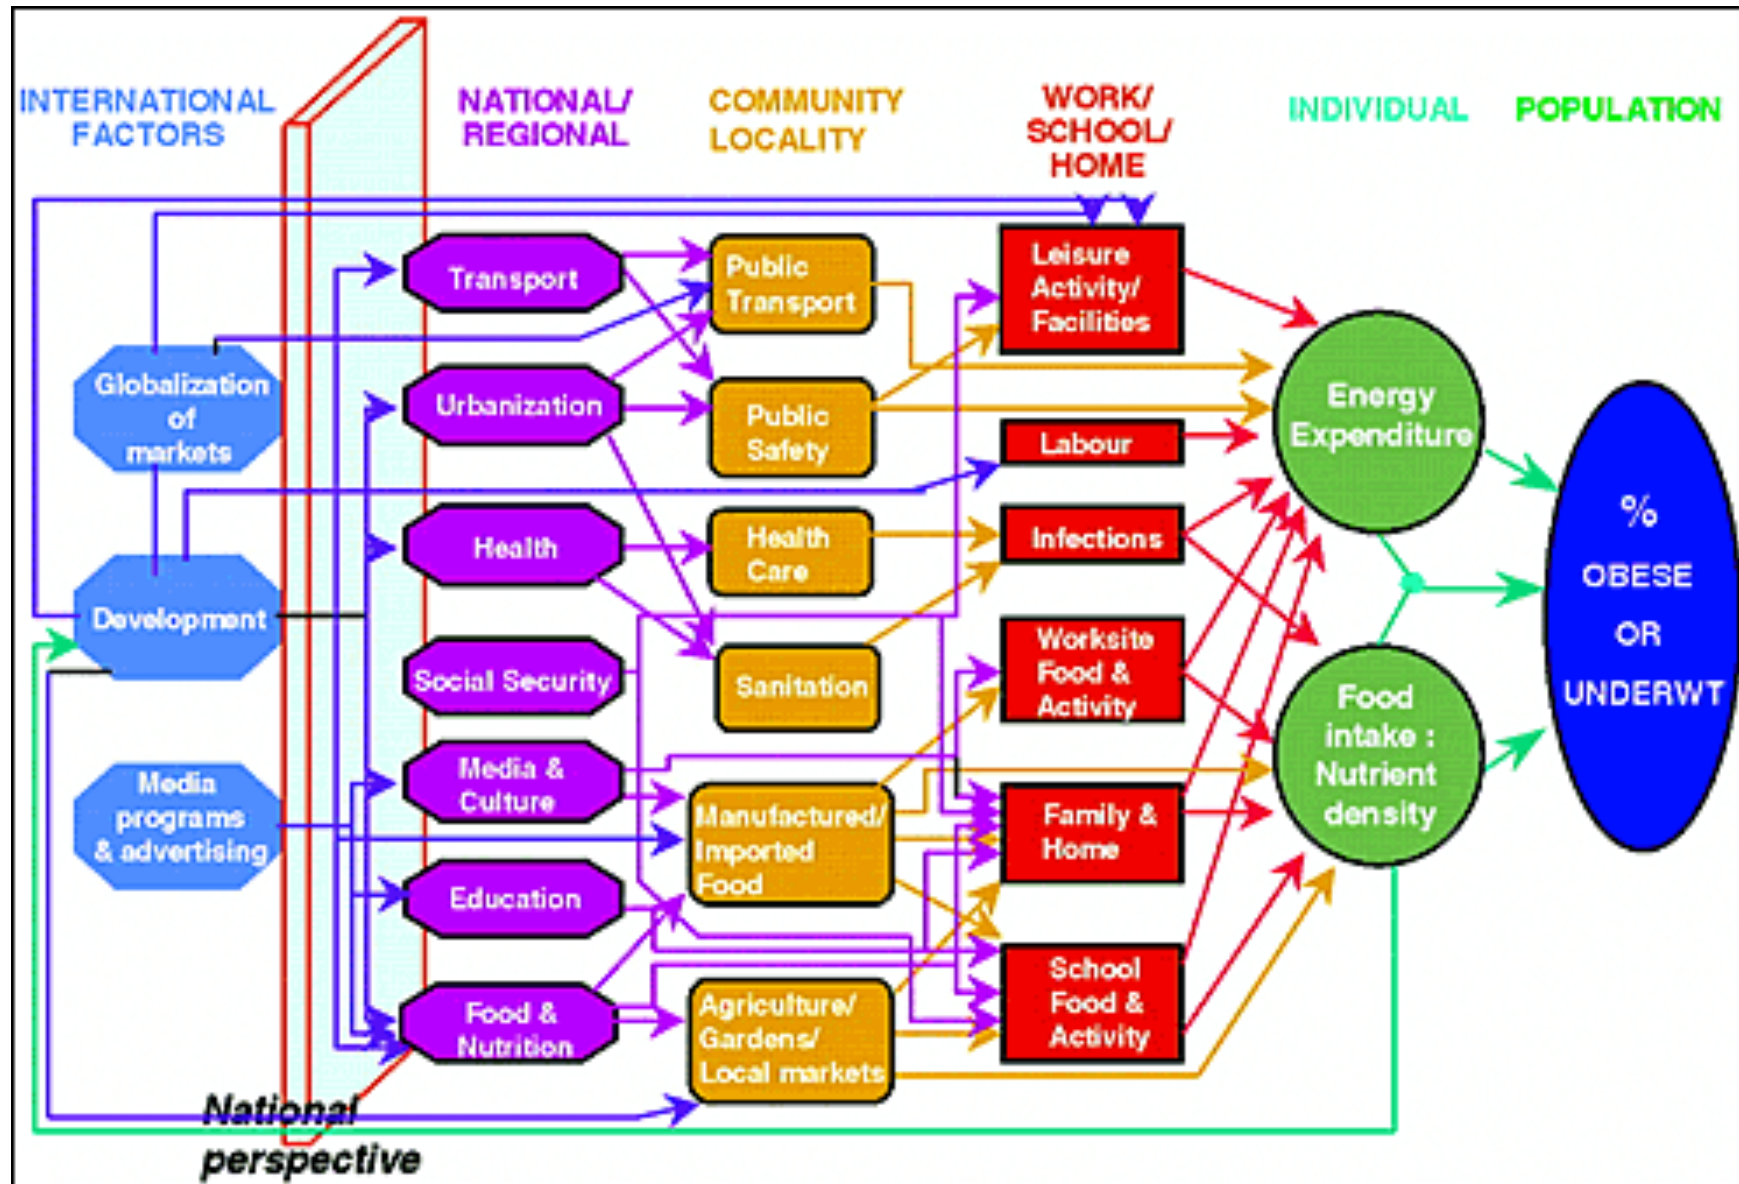 INTERNATIONAL
FACTORS
NATIONAL/
REGIONAL
COMMUNITY
LOCALITY
WORK/
SCHOOL/
HOME
INDIVIDUAL
POPULATION
Globalization
of
markets
Development
Media
programs
& advertising
National
perspective
Transport
Urbanization
Health
Social Security
Media &
Culture
Education
Food &
Nutrition
Public
Transport
Public
Safety
Health
Care
Sanitation
Manufactured/
Imported
Food
Agriculture/
Gardens/
Local markets
Leisure
Activity/
Facilities
Labour
Infections
Worksite
Food &
Activity
Family &
Home
School
Food &
Activity
Energy
Expenditure
Food
intake :
Nutrient
density
%
OBESE
OR
UNDERWT